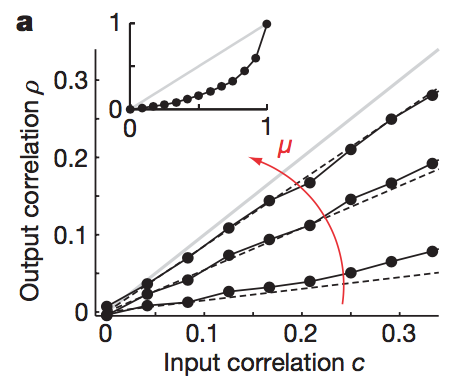 a
1
0
0 1
μ
0.3
0.2
0.1
0
Output correlation ρ
0 0.1 0.2 0.3
Input correlation c